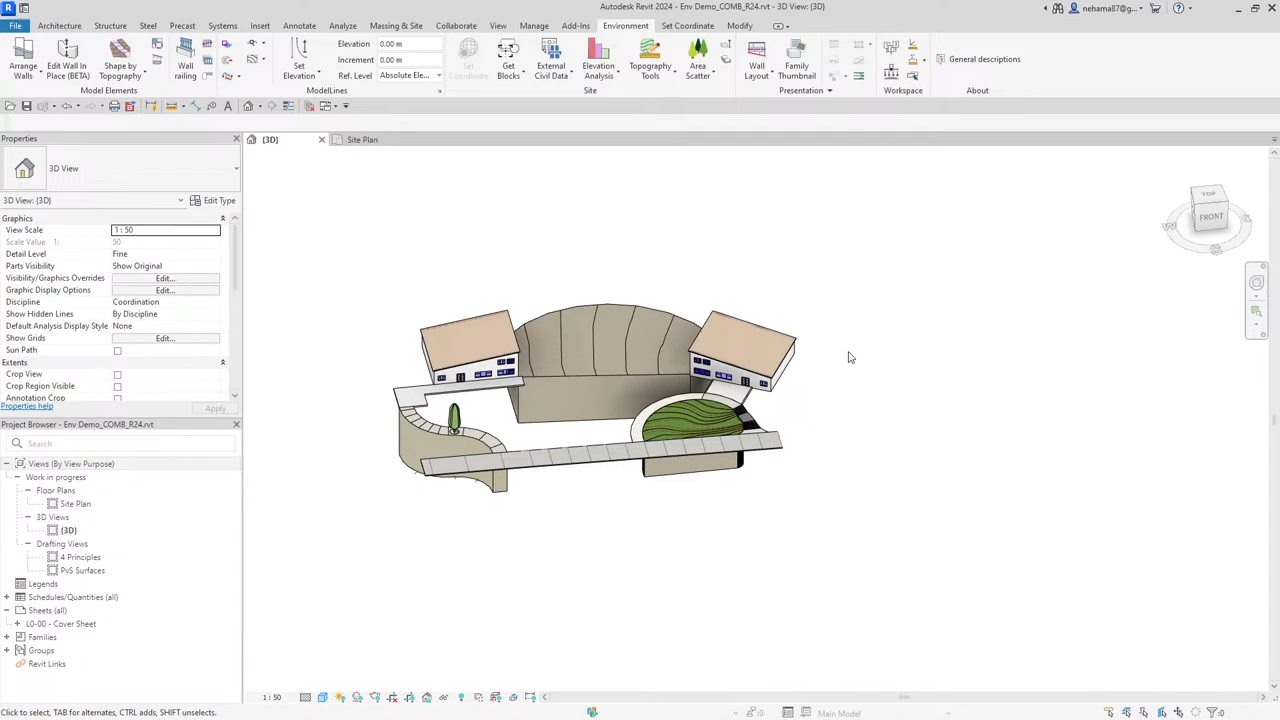 Autodesk Revit 2024 - Env Demo_COMB_R24.rvt - 3D View: {3D}
nehama87@g...
File Architecture Structure Steel Precast Systems Insert Annotate Analyze Massing & Site Collaborate View Manage Add-Ins Environment Set Coordinate Modify
Arrange Walls
Edit Wall In Place (BETA)
Shape by Topography
Wall railing
Model Elements
Set Elevation
Elevation 0.00 m
Increment 0.00 m
Ref. Level Absolute Ele...
ModelLines
Set Coordinate
Get Blocks
External Civil Data
Elevation Analysis
Topography Tools
Area Scatter
Site
Wall Layout
Family Thumbnail
Presentation
Workspace
General descriptions
About
Properties
{3D}
Site Plan
3D View
3D View: {3D}
Edit Type
Graphics
View Scale 1 : 50
Scale Value 1: 50
Detail Level Fine
Parts Visibility Show Original
Visibility/Graphics Overrides Edit...
Graphic Display Options Edit...
Discipline Coordination
Show Hidden Lines By Discipline
Default Analysis Display Style None
Show Grids Edit...
Sun Path
Extents
Crop View
Crop Region Visible
Annotation Crop
Properties help
Apply
Project Browser - Env Demo_COMB_R24.rvt
Search
Views (By View Purpose)
Work in progress
Floor Plans
Site Plan
3D Views
{3D}
Drafting Views
4 Principles
PvS Surfaces
Legends
Schedules/Quantities (all)
Sheets (all)
L0-00 - Cover Sheet
Families
Groups
Revit Links
TOP
FRONT
1 : 50
Click to select, TAB for alternates, CTRL adds, SHIFT unselects.
:0
Main Model
:0